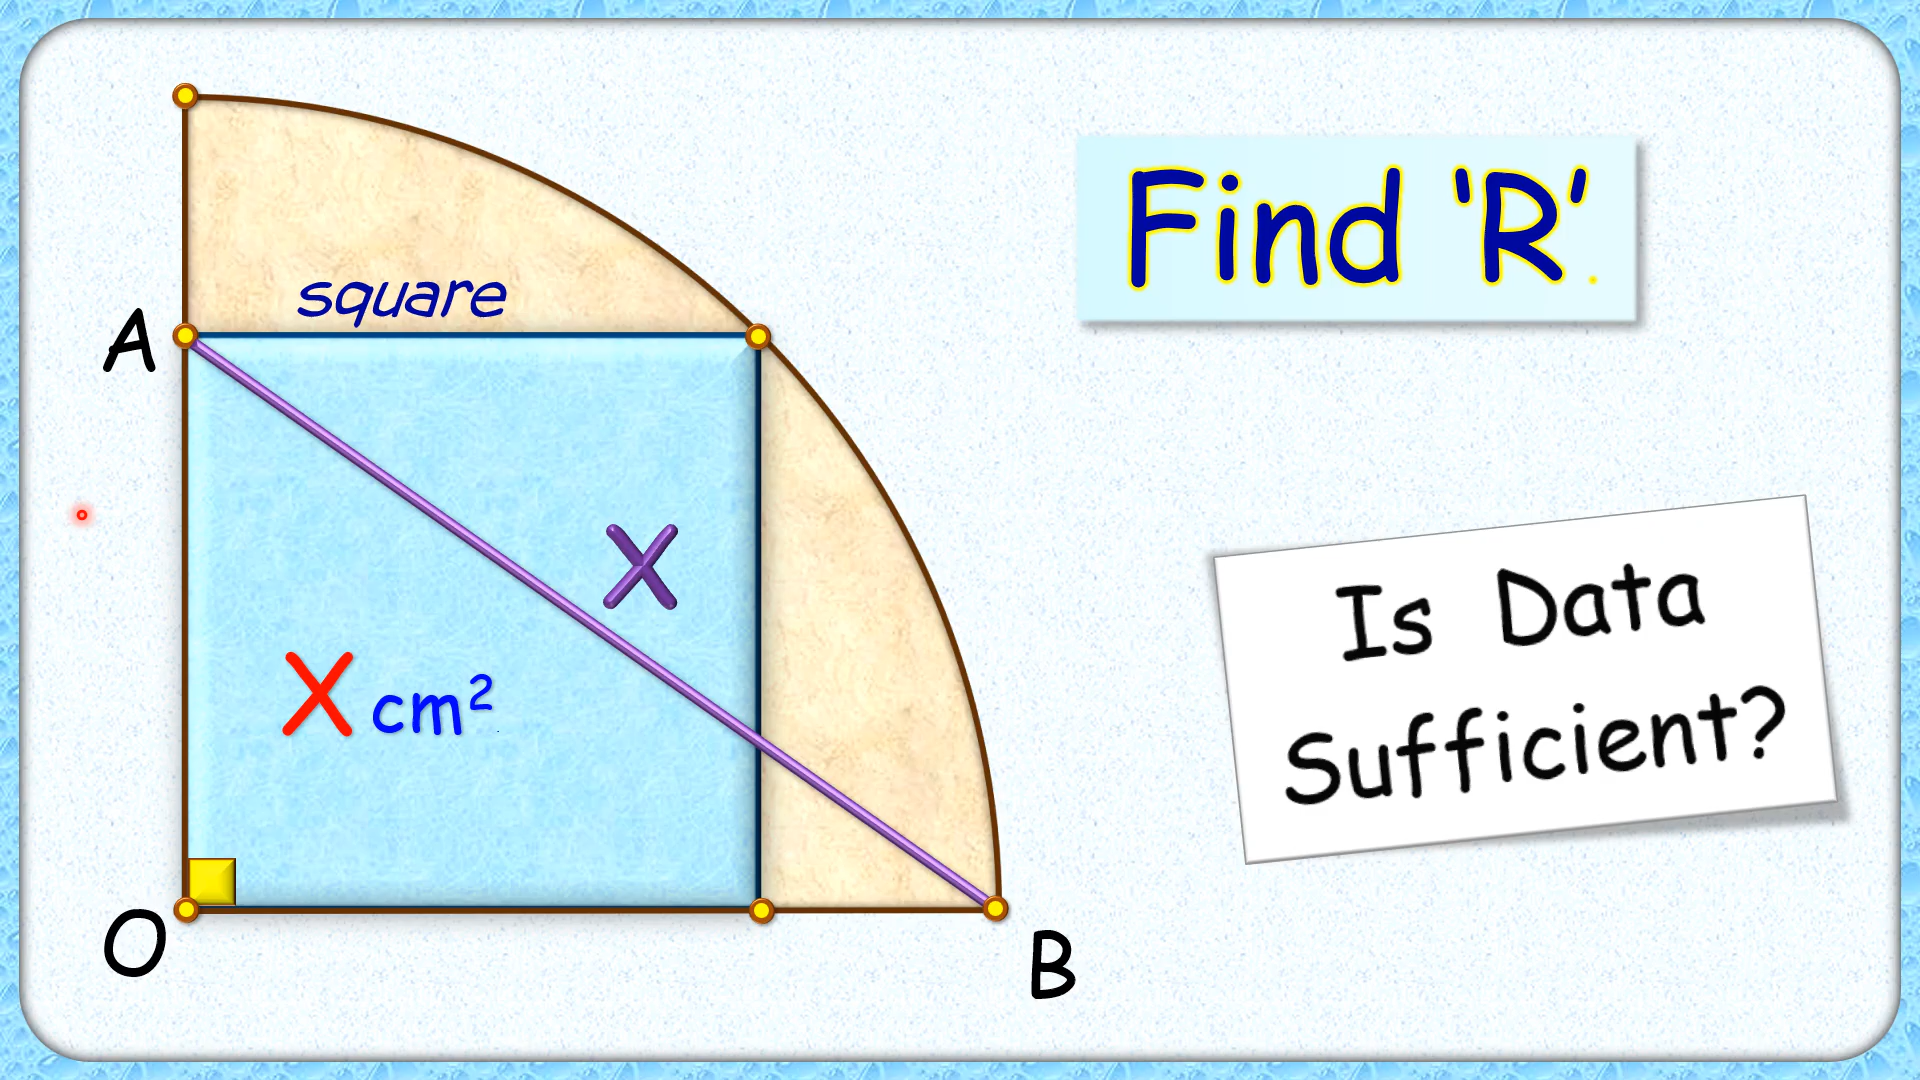 Find ‘R’.
square
A
X
X cm²
O
B
Is Data
Sufficient?